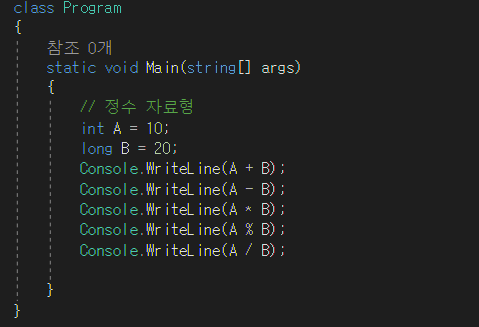 class Program
{
참조 0개
static void Main(string[] args)
{
// 정수 자료형
int A = 10;
long B = 20;
Console.WriteLine(A + B);
Console.WriteLine(A - B);
Console.WriteLine(A * B);
Console.WriteLine(A % B);
Console.WriteLine(A / B);
}
}